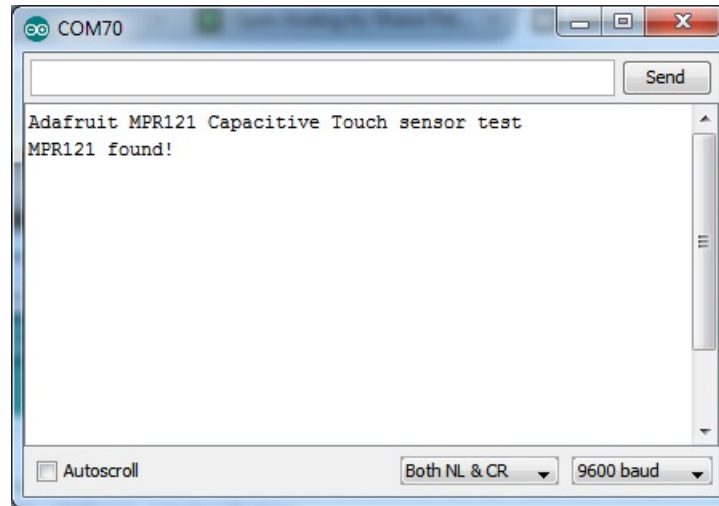 COM70
Send
Adafruit MPR121 Capacitive Touch sensor test
MPR121 found!
Autoscroll
Both NL & CR
9600 baud